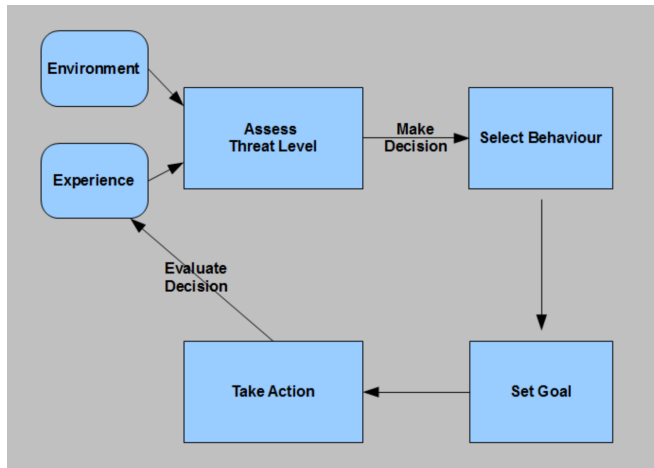 Environment
Experience
Assess
Threat Level
Make
Decision
Select Behaviour
Evaluate
Decision
Take Action
Set Goal